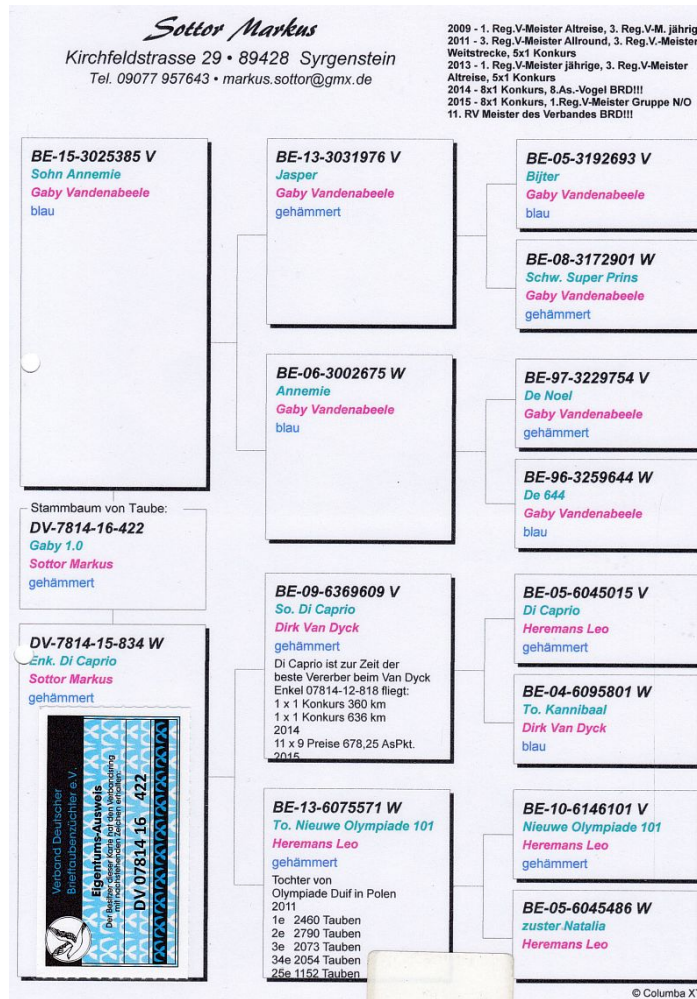 Sottor Markus
Kirchfeldstrasse 29 • 89428 Syrgenstein
Tel. 09077 957643 • markus.sottor@gmx.de
2009 - 1. Reg.V-Meister Altreise, 3. Reg.V-M. jährig
2011 - 3. Reg.V-Meister Allround, 3. Reg.V.-Meister
Weitstrecke, 5x1 Konkurs
2013 - 1. Reg.V-Meister jährige, 3. Reg.V-Meister
Altreise, 5x1 Konkurs
2014 - 8x1 Konkurs, 8.As.-Vogel BRD!!!
2015 - 8x1 Konkurs, 1.Reg.V-Meister Gruppe N/O
11. RV Meister des Verbandes BRD!!!
BE-15-3025385 V
Sohn Annemie
Gaby Vandenabeele
blau
BE-13-3031976 V
Jasper
Gaby Vandenabeele
gehämmert
BE-05-3192693 V
Bijter
Gaby Vandenabeele
blau
BE-08-3172901 W
Schw. Super Prins
Gaby Vandenabeele
gehämmert
BE-06-3002675 W
Annemie
Gaby Vandenabeele
blau
BE-97-3229754 V
De Noel
Gaby Vandenabeele
gehämmert
BE-96-3259644 W
De 644
Gaby Vandenabeele
blau
Stammbaum von Taube:
DV-7814-16-422
Gaby 1.0
Sottor Markus
gehämmert
DV-7814-15-834 W
Enk. Di Caprio
Sottor Markus
gehämmert
Verband Deutscher
Brieftaubenzüchter e.V.
Eigentums-Ausweis
Der Besitzer dieser Karte hat den Verbandsring
mit nachstehenden Zeichen erhalten:
DV 07814 16 422
BE-09-6369609 V
So. Di Caprio
Dirk Van Dyck
gehämmert
Di Caprio ist zur Zeit der
beste Vererber beim Van Dyck
Enkel 07814-12-818 fliegt:
1 x 1 Konkurs 360 km
1 x 1 Konkurs 636 km
2014
11 x 9 Preise 678,25 AsPkt.
2015
BE-05-6045015 V
Di Caprio
Heremans Leo
gehämmert
BE-04-6095801 W
To. Kannibaal
Dirk Van Dyck
blau
BE-13-6075571 W
To. Nieuwe Olympiade 101
Heremans Leo
gehämmert
Tochter von
Olympiade Duif in Polen
2011
1e 2460 Tauben
2e 2790 Tauben
3e 2073 Tauben
34e 2054 Tauben
25e 1152 Tauben
BE-10-6146101 V
Nieuwe Olympiade 101
Heremans Leo
gehämmert
BE-05-6045486 W
zuster Natalia
Heremans Leo
© Columba X